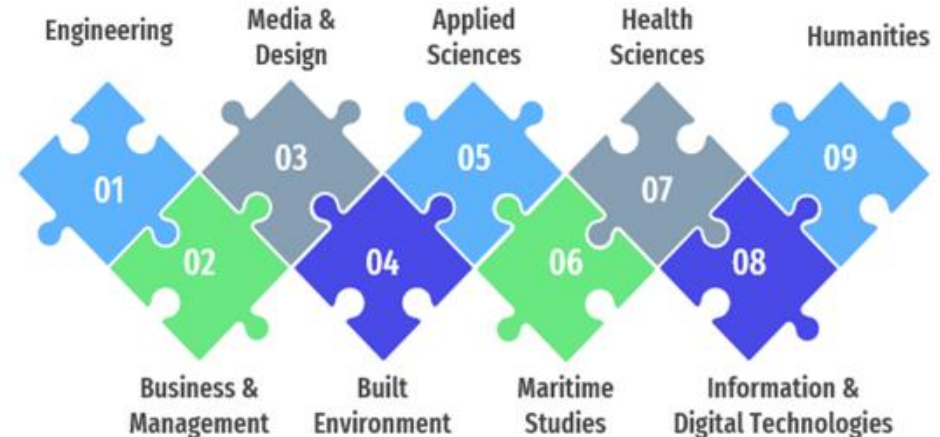 Engineering
Media &
Design
Applied
Sciences
Health
Sciences
Humanities
01
03
05
07
09
02
04
06
08
Business &
Management
Built
Environment
Maritime
Studies
Information &
Digital Technologies